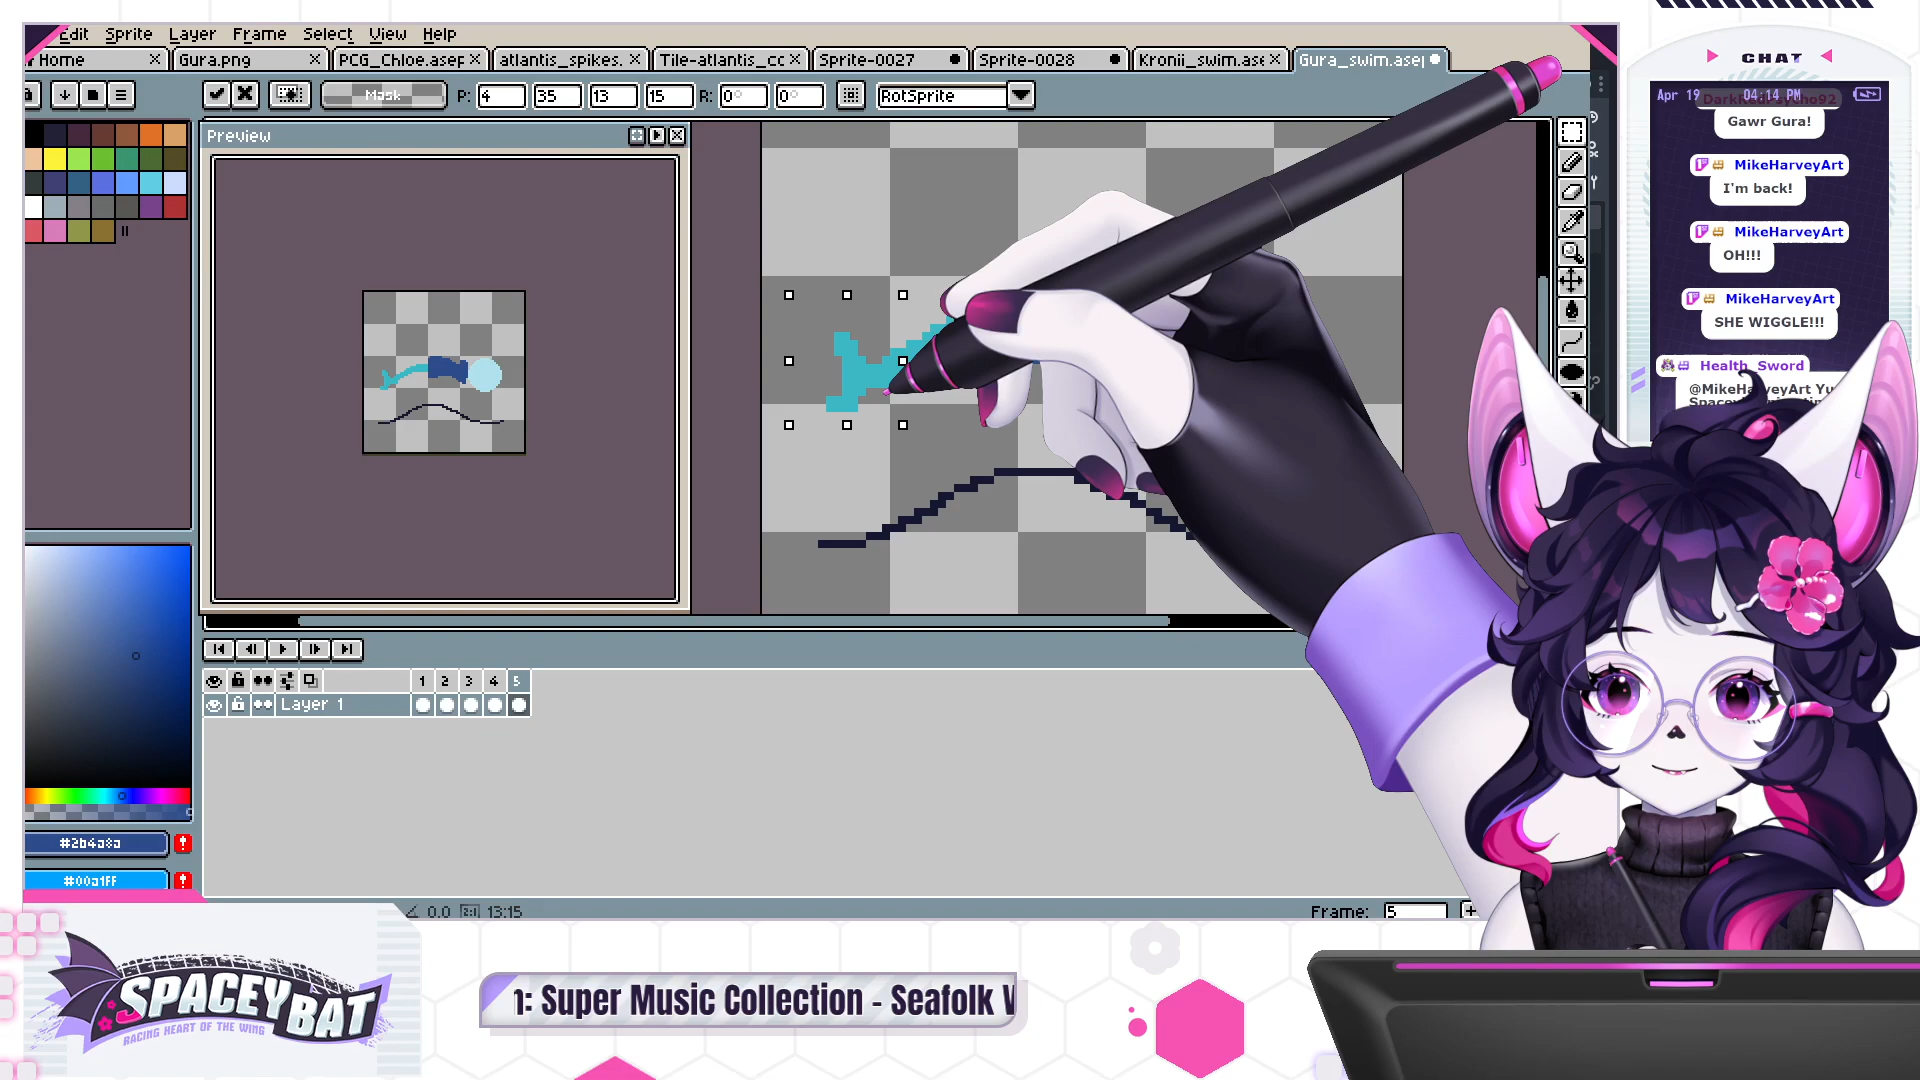 Edit Sprite Layer Frame Select View Help
Home Gura.png PCG_Chloe.asep atlantis_spikes. Tile-atlantis_cc Sprite-0027 Sprite-0028 Kronii_swim.ase Gura_swim.asep
Mask P: 4 35 13 15 R: 0° 0° RotSprite
Preview
1 2 3 4 5
Layer 1
#2b4a8a
#00a1FF
0.0 13:15
Frame: 5
CHAT
Apr 19 04:14 PM
Gawr Gura!
MikeHarveyArt
I'm back!
MikeHarveyArt
OH!!!
MikeHarveyArt
SHE WIGGLE!!!
Health_Sword
@MikeHarveyArt
SPACEYBAT
RACING HEART OF THE WING
n: Super Music Collection - Seafolk V